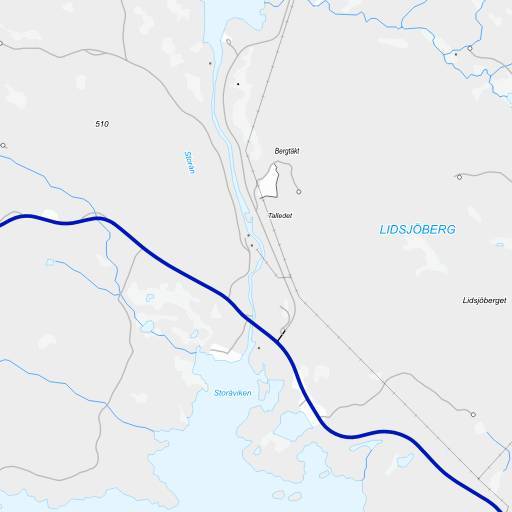 510
Bergtäkt
Storån
Talledet
LIDSJÖBERG
Lidsjöberget
Storåviken